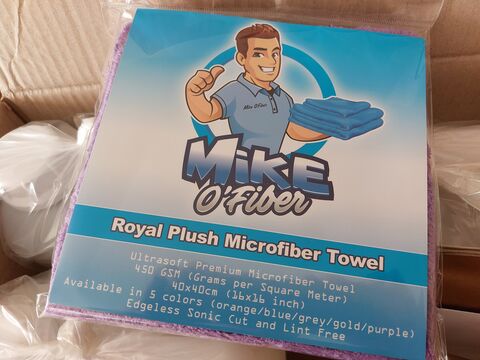 Mike O'Fiber
MiKE
O'Fiber
Royal Plush Microfiber Towel
Ultrasoft Premium Microfiber Towel
450 GSM (Grams per Square Meter)
40x40cm (16x16 inch)
Available in 5 colors (orange/blue/grey/gold/purple)
Edgeless Sonic Cut and Lint Free